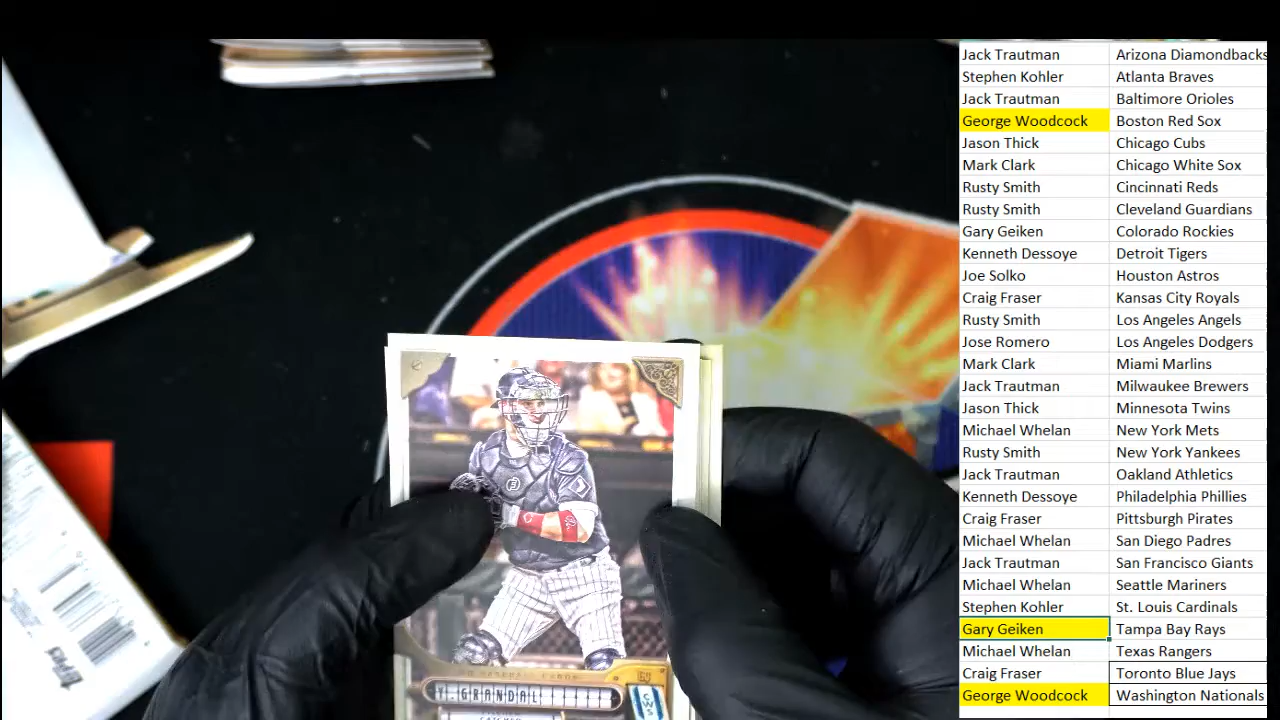 Jack Trautman Arizona Diamondbacks
Stephen Kohler Atlanta Braves
Jack Trautman Baltimore Orioles
George Woodcock Boston Red Sox
Jason Thick Chicago Cubs
Mark Clark Chicago White Sox
Rusty Smith Cincinnati Reds
Rusty Smith Cleveland Guardians
Gary Geiken Colorado Rockies
Kenneth Dessoye Detroit Tigers
Joe Solko Houston Astros
Craig Fraser Kansas City Royals
Rusty Smith Los Angeles Angels
Jose Romero Los Angeles Dodgers
Mark Clark Miami Marlins
Jack Trautman Milwaukee Brewers
Jason Thick Minnesota Twins
Michael Whelan New York Mets
Rusty Smith New York Yankees
Jack Trautman Oakland Athletics
Kenneth Dessoye Philadelphia Phillies
Craig Fraser Pittsburgh Pirates
Michael Whelan San Diego Padres
Jack Trautman San Francisco Giants
Michael Whelan Seattle Mariners
Stephen Kohler St. Louis Cardinals
Gary Geiken Tampa Bay Rays
Michael Whelan Texas Rangers
Craig Fraser Toronto Blue Jays
George Woodcock Washington Nationals
BASEBALL CARDS
Y. GRANDAL
CATCHER
CWS